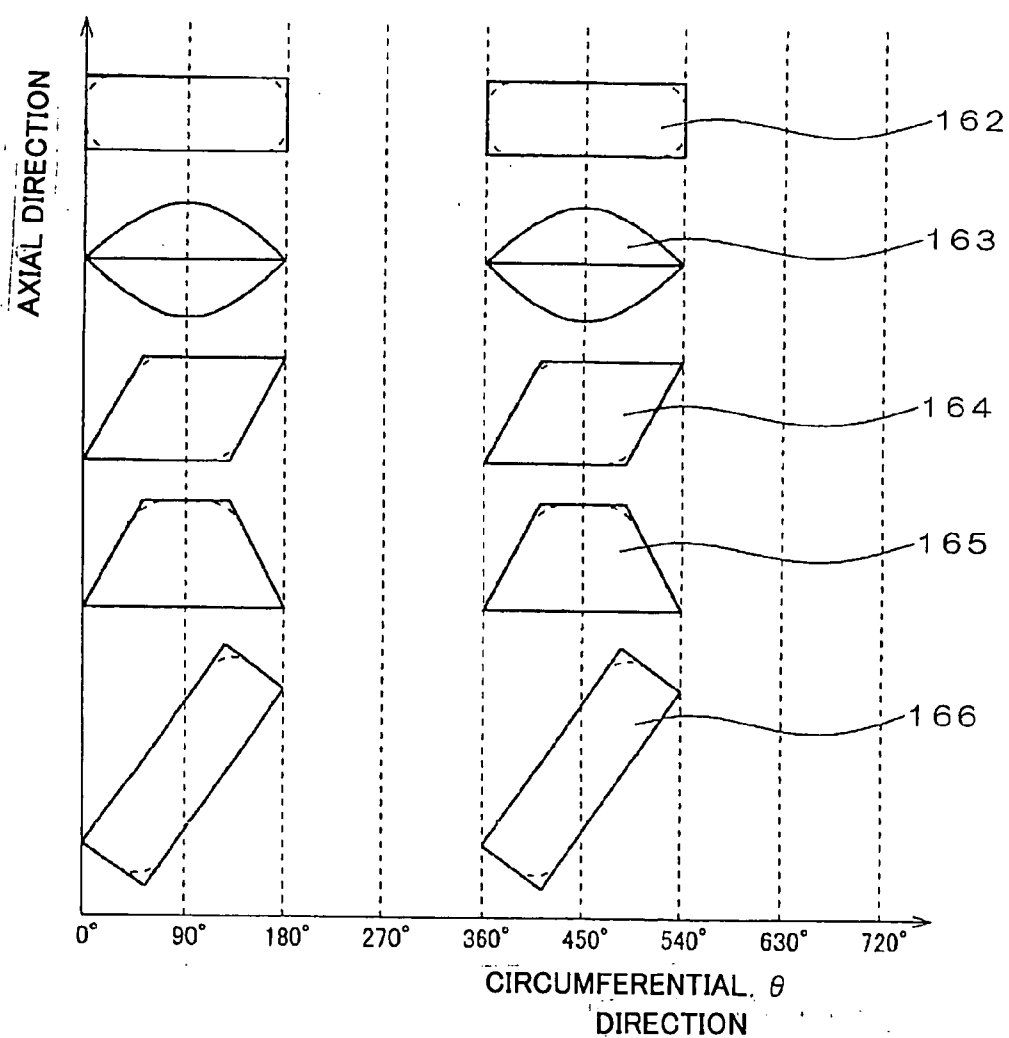 AXIAL DIRECTION
162
163
164
165
166
0° 90° 180° 270° 360° 450° 540° 630° 720°
CIRCUMFERENTIAL. θ
DIRECTION